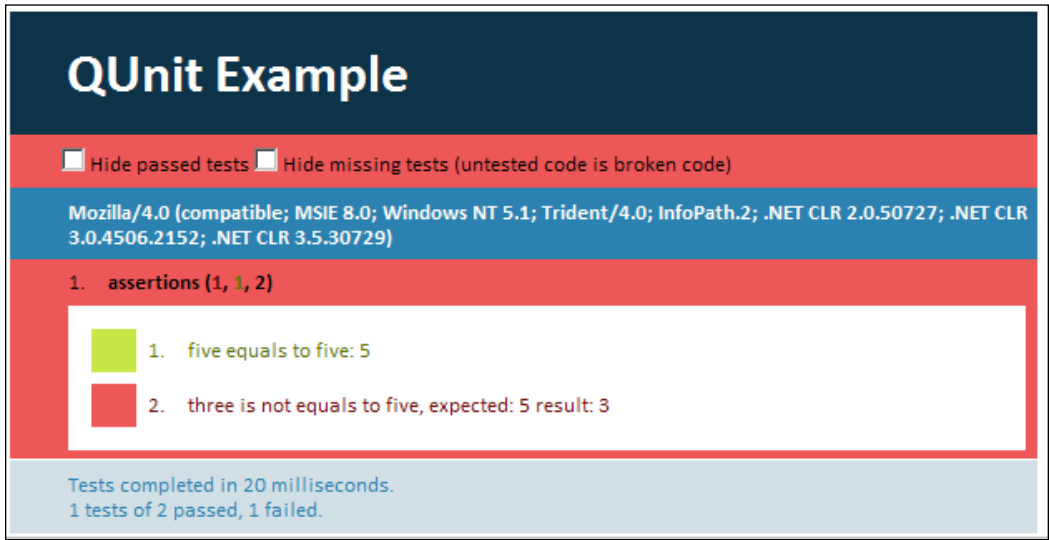 QUnit Example
Hide passed tests Hide missing tests (untested code is broken code)
Mozilla/4.0 (compatible; MSIE 8.0; Windows NT 5.1; Trident/4.0; InfoPath.2; .NET CLR 2.0.50727; .NET CLR
3.0.4506.2152; .NET CLR 3.5.30729)
1. assertions (1, 1, 2)
1. five equals to five: 5
2. three is not equals to five, expected: 5 result: 3
Tests completed in 20 milliseconds.
1 tests of 2 passed, 1 failed.